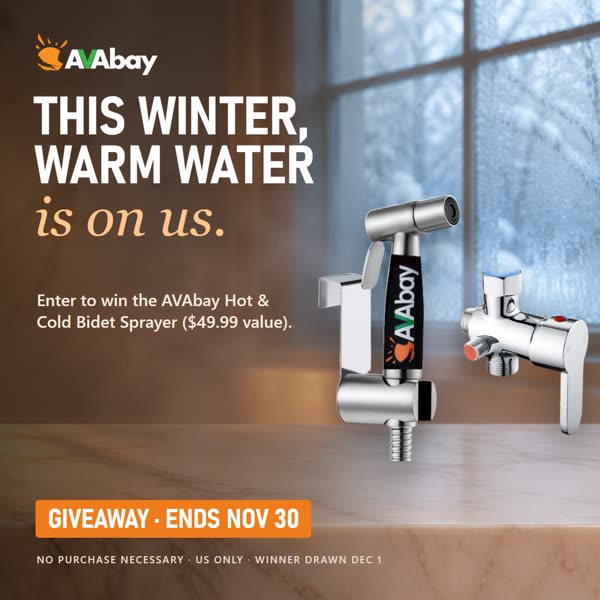 AVAbay
THIS WINTER,
WARM WATER
is on us.
Enter to win the AVAbay Hot &
Cold Bidet Sprayer ($49.99 value).
AVAbay
GIVEAWAY · ENDS NOV 30
NO PURCHASE NECESSARY · US ONLY · WINNER DRAWN DEC 1